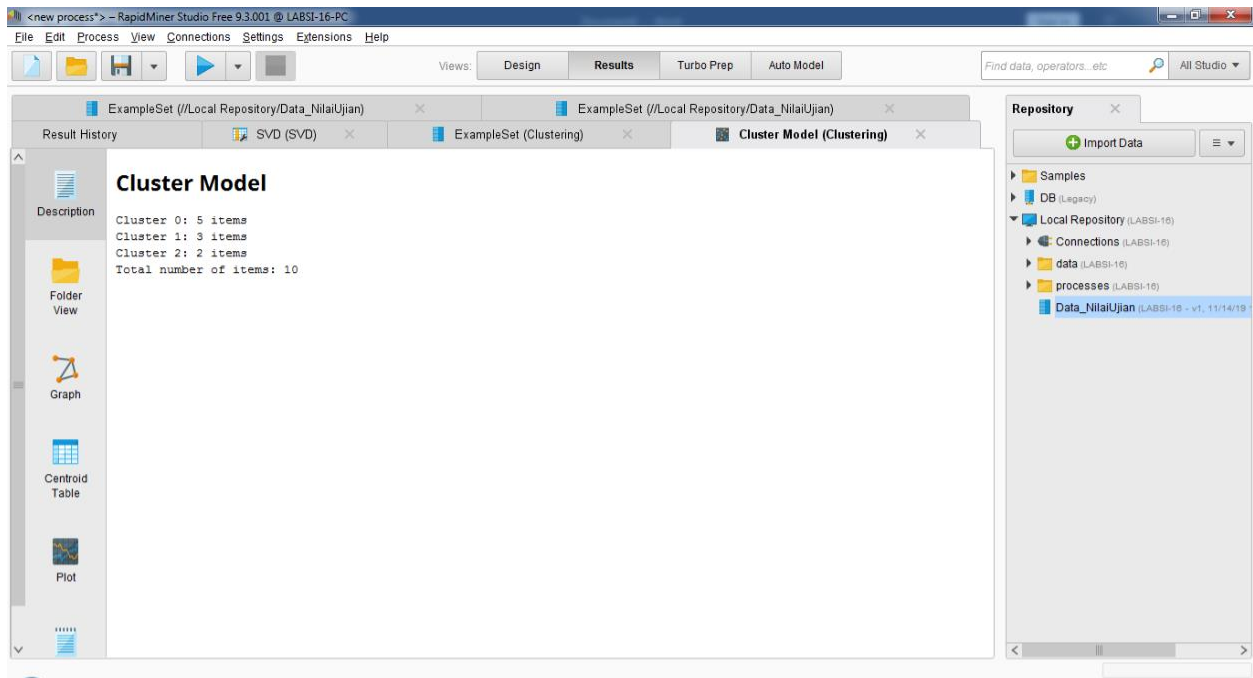 <new process*> – RapidMiner Studio Free 9.3.001 @ LABSI-16-PC
File Edit Process View Connections Settings Extensions Help
Views: Design Results Turbo Prep Auto Model
Find data, operators...etc
All Studio
ExampleSet (//Local Repository/Data_NilaiUjian)
ExampleSet (//Local Repository/Data_NilaiUjian)
Result History
SVD (SVD)
ExampleSet (Clustering)
Cluster Model (Clustering)
Description
Folder
View
Graph
Centroid
Table
Plot
Cluster Model
Cluster 0: 5 items
Cluster 1: 3 items
Cluster 2: 2 items
Total number of items: 10
Repository
Import Data
Samples
DB (Legacy)
Local Repository (LABSI-16)
Connections (LABSI-16)
data (LABSI-16)
processes (LABSI-16)
Data_NilaiUjian (LABSI-16 - v1, 11/14/19